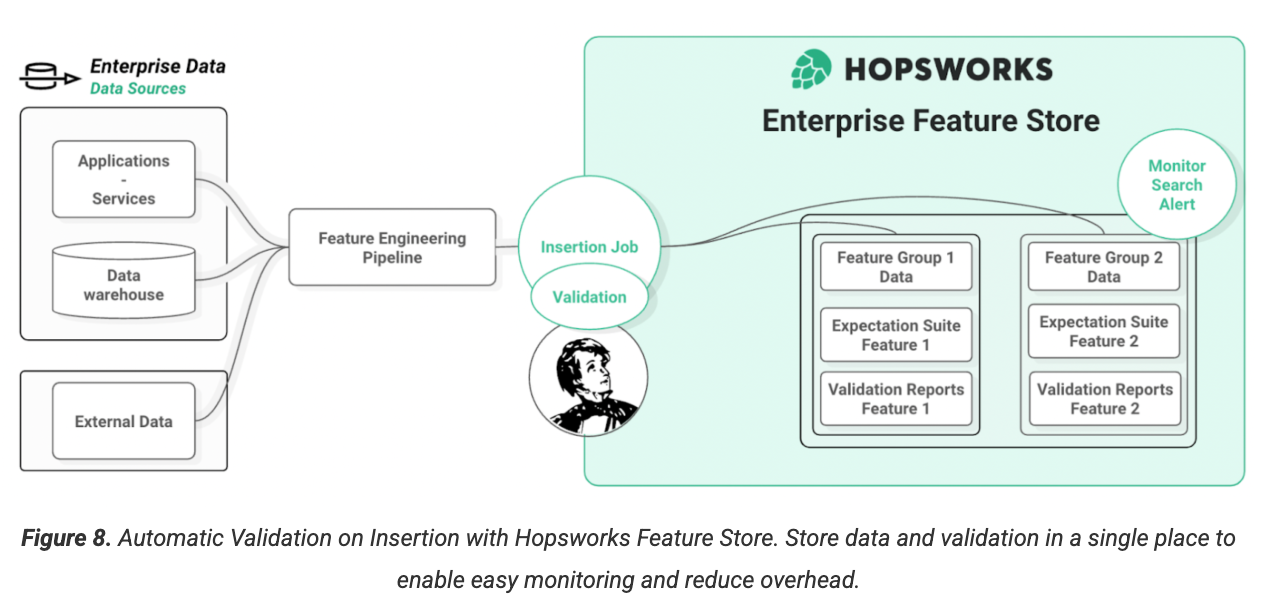 Enterprise Data
Data Sources
Applications
-
Services
Data
warehouse
External Data
Feature Engineering
Pipeline
Insertion Job
Validation
HOPSWORKS
Enterprise Feature Store
Monitor
Search
Alert
Feature Group 1
Data
Expectation Suite
Feature 1
Validation Reports
Feature 1
Feature Group 2
Data
Expectation Suite
Feature 2
Validation Reports
Feature 2
Figure 8. Automatic Validation on Insertion with Hopsworks Feature Store. Store data and validation in a single place to
enable easy monitoring and reduce overhead.